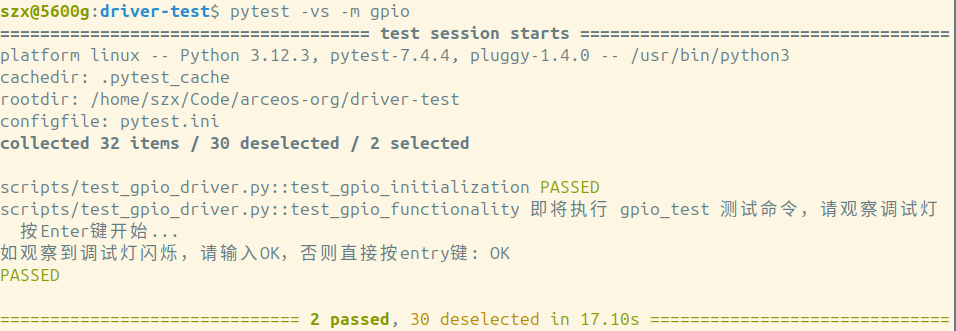 szx@5600g:driver-test$ pytest -vs -m gpio
===================================== test session starts =====================================
platform linux -- Python 3.12.3, pytest-7.4.4, pluggy-1.4.0 -- /usr/bin/python3
cachedir: .pytest_cache
rootdir: /home/szx/Code/arceos-org/driver-test
configfile: pytest.ini
collected 32 items / 30 deselected / 2 selected
scripts/test_gpio_driver.py::test_gpio_initialization PASSED
scripts/test_gpio_driver.py::test_gpio_functionality 即将执行 gpio_test 测试命令，请观察调试灯
按Enter键开始...
如观察到调试灯闪烁，请输入OK，否则直接按entry键: OK
PASSED
============================== 2 passed, 30 deselected in 17.10s ==============================